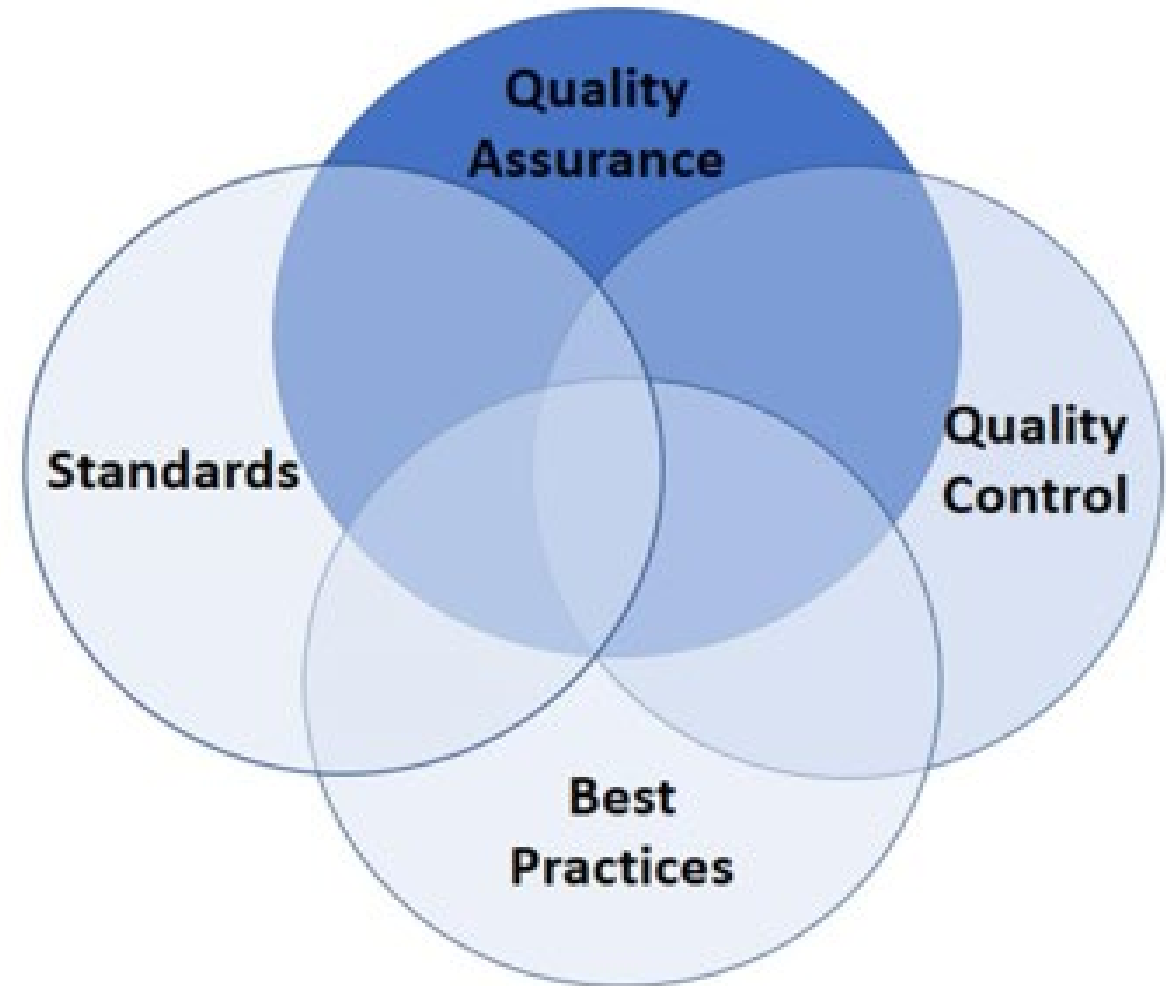 Quality
Assurance
Standards
Quality
Control
Best
Practices